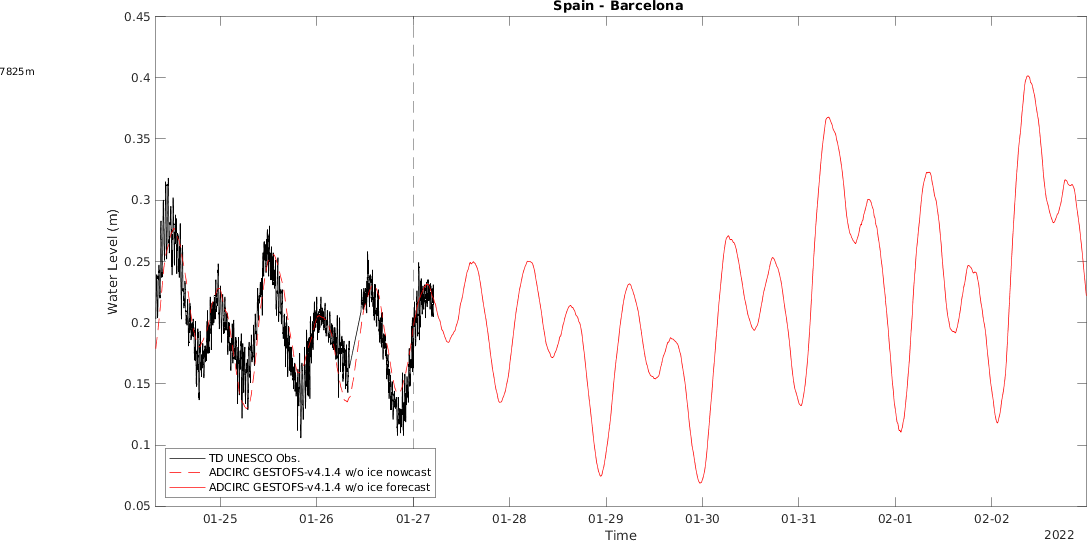 Spain - Barcelona
7825m
0.45
0.4
0.35
0.3
0.25
0.2
0.15
0.1
0.05
Water Level (m)
TD UNESCO Obs.
ADCIRC GESTOFS-v4.1.4 w/o ice nowcast
ADCIRC GESTOFS-v4.1.4 w/o ice forecast
01-25 01-26 01-27 01-28 01-29 01-30 01-31 02-01 02-02
Time
2022